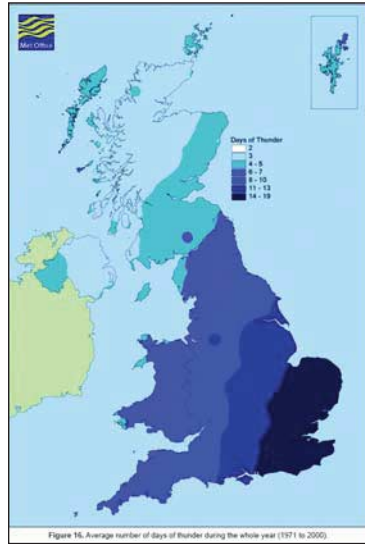 Met Office
Days of Thunder
2
3
4 - 5
6 - 7
8 - 10
11 - 13
14 - 19
Figure 16. Average number of days of thunder during the whole year (1971 to 2000).